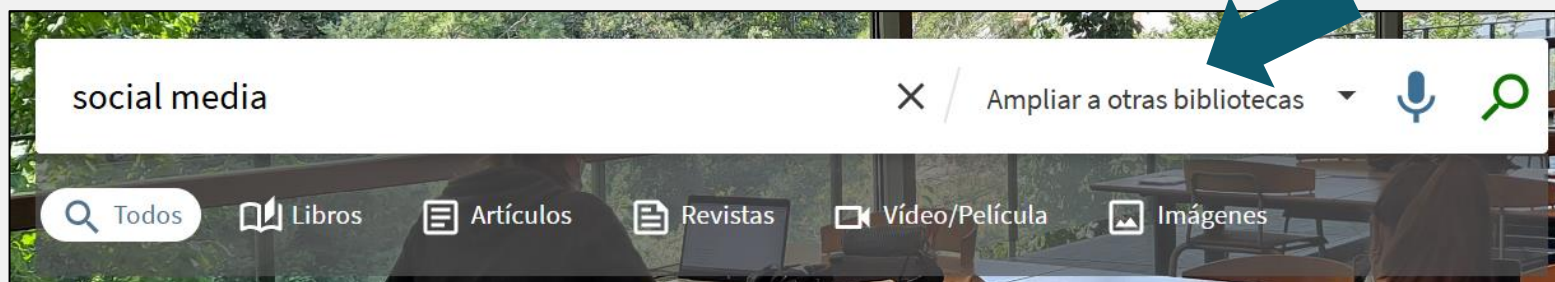 social media
Ampliar a otras bibliotecas
Todos
Libros
Artículos
Revistas
Vídeo/Película
Imágenes